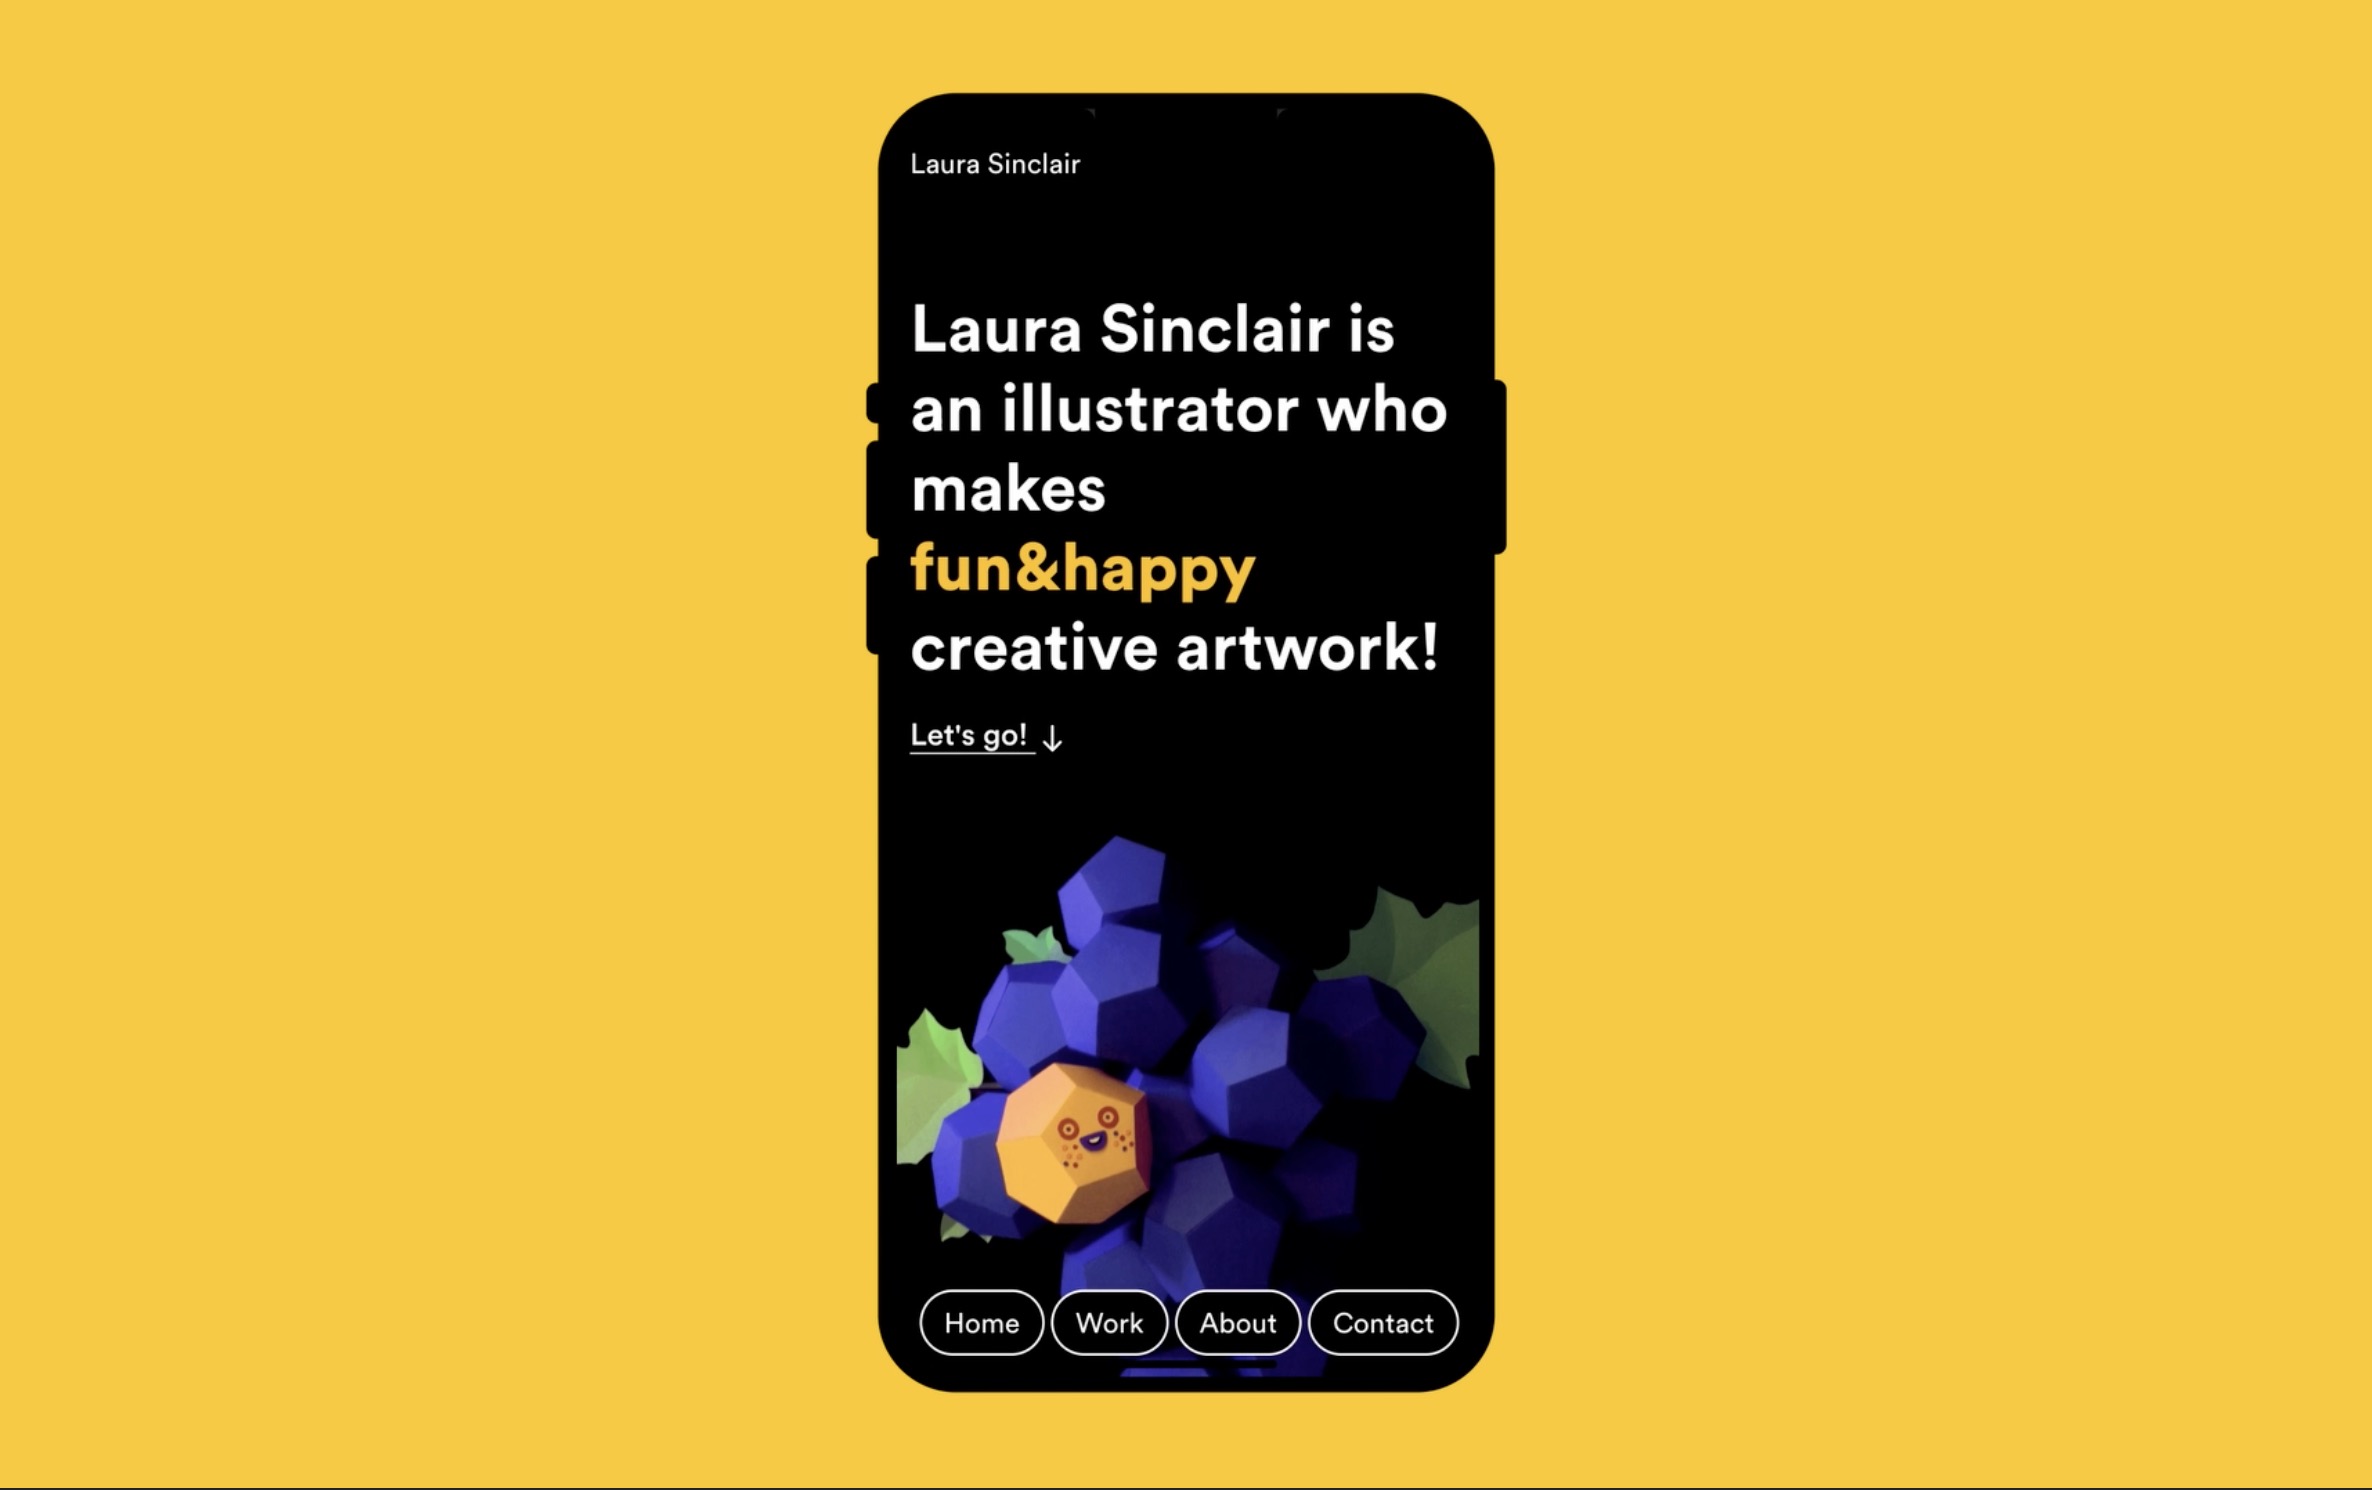 Laura Sinclair
Laura Sinclair is
an illustrator who
makes
fun&happy
creative artwork!
Let's go! ↓
Home Work About Contact